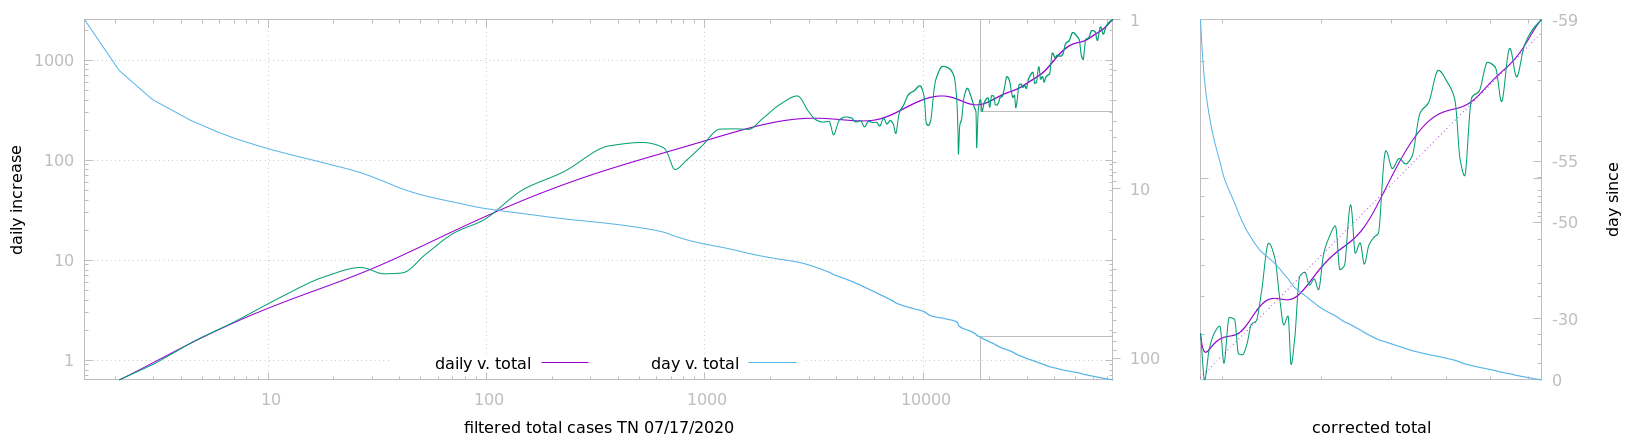 daily increase
1000
100
10
1
10
100
1000
10000
filtered total cases TN 07/17/2020
daily v. total
day v. total
1
10
100
-59
-55
-50
-30
0
day since
corrected total